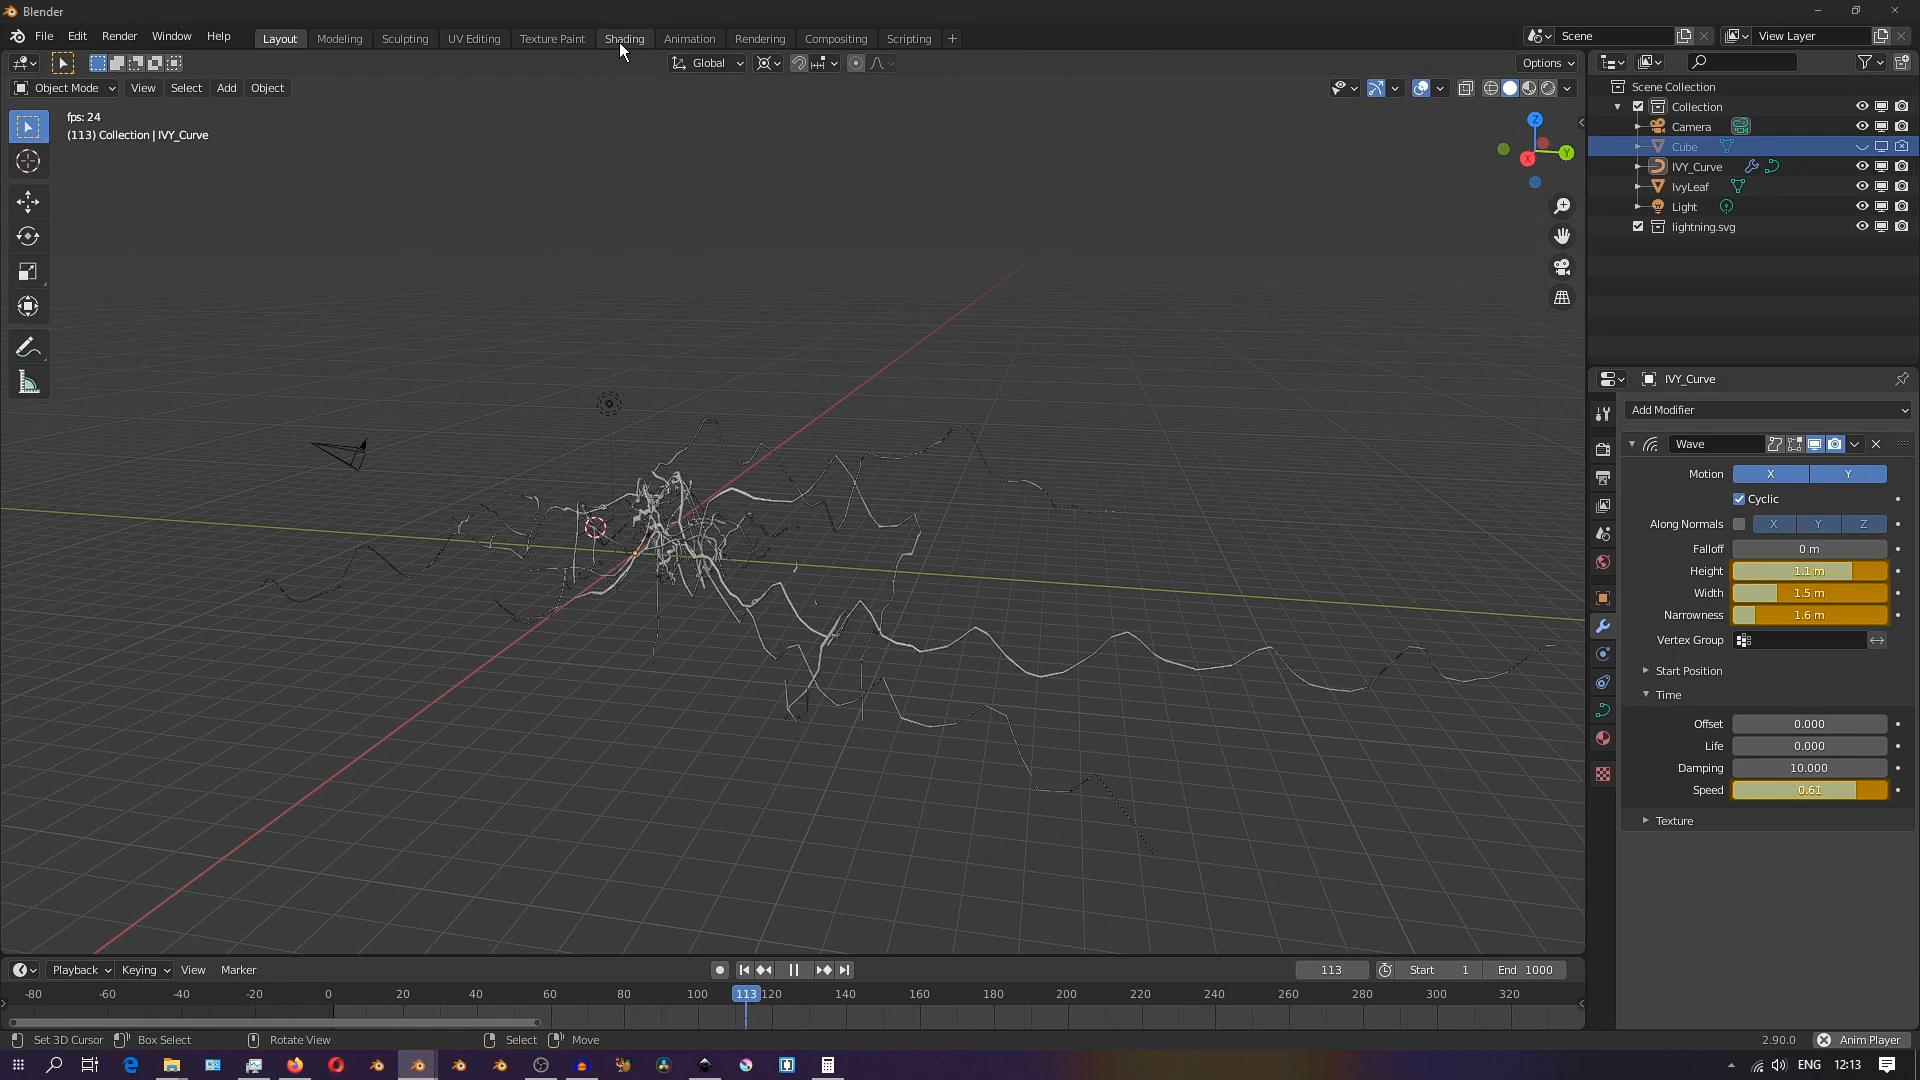 Blender
File Edit Render Window Help
Layout Modeling Sculpting UV Editing Texture Paint Shading Animation Rendering Compositing Scripting
Scene View Layer
Global Options
Object Mode View Select Add Object
fps: 24
(113) Collection | IVY_Curve
Z
Y
X
Scene Collection
Collection
Camera
Cube
IVY_Curve
IvyLeaf
Light
lightning.svg
IVY_Curve
Add Modifier
Wave
Motion X Y
Cyclic
Along Normals X Y Z
Falloff 0 m
Height 1.1 m
Width 1.5 m
Narrowness 1.6 m
Vertex Group
Start Position
Time
Offset 0.000
Life 0.000
Damping 10.000
Speed 0.61
Texture
Playback Keying View Marker 113 Start 1 End 1000
-80 -60 -40 -20 0 20 40 60 80 100 113 120 140 160 180 200 220 240 260 280 300 320
Set 3D Cursor Box Select Rotate View Select Move 2.90.0 Anim Player
ENG 12:13